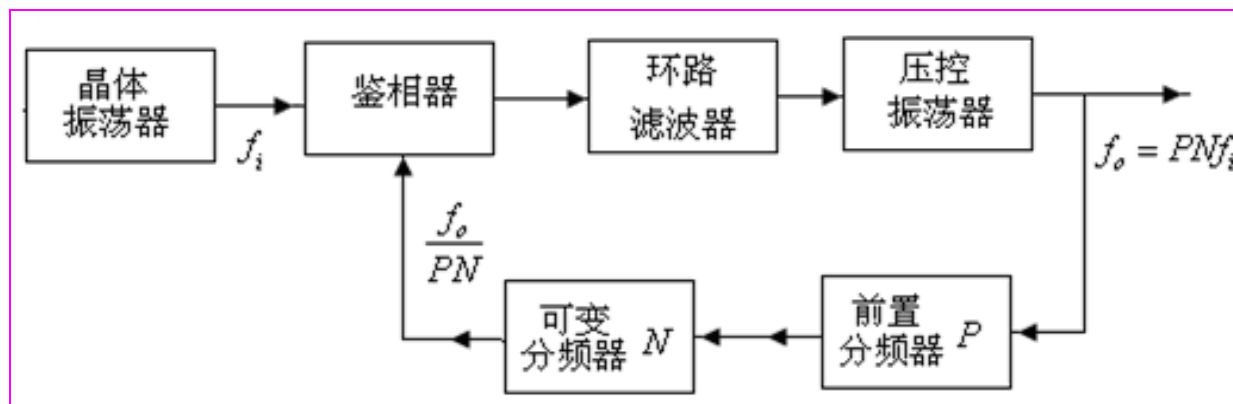 晶体
振荡器
f_i
鉴相器
环路
滤波器
压控
振荡器
f_o = PNf_i
f_o
PN
可变
分频器 N
前置
分频器 P